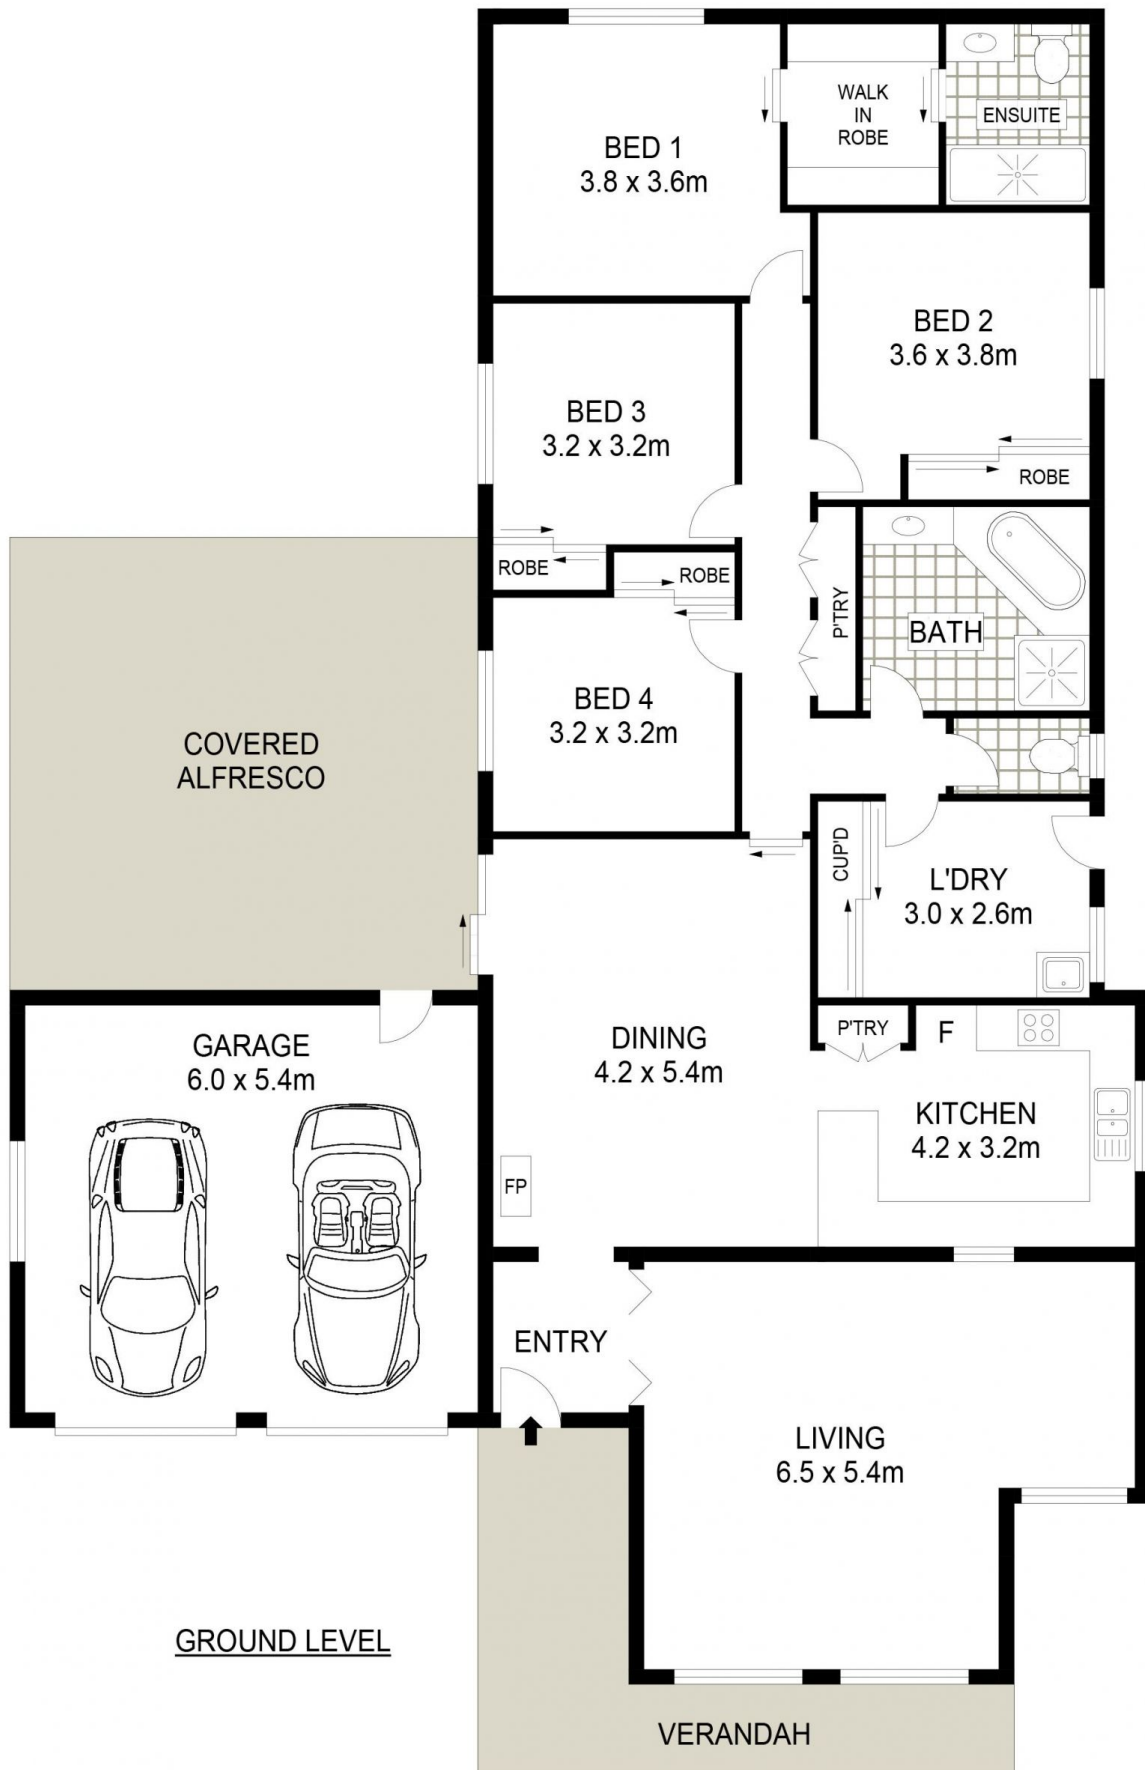 WALK
IN
ROBE
ENSUITE
BED 1
3.8 x 3.6m
BED 2
3.6 x 3.8m
BED 3
3.2 x 3.2m
ROBE
ROBE
ROBE
P'TRY
BATH
BED 4
3.2 x 3.2m
COVERED
ALFRESCO
CUP'D
L'DRY
3.0 x 2.6m
GARAGE
6.0 x 5.4m
DINING
4.2 x 5.4m
P'TRY
F
KITCHEN
4.2 x 3.2m
FP
ENTRY
LIVING
6.5 x 5.4m
GROUND LEVEL
VERANDAH